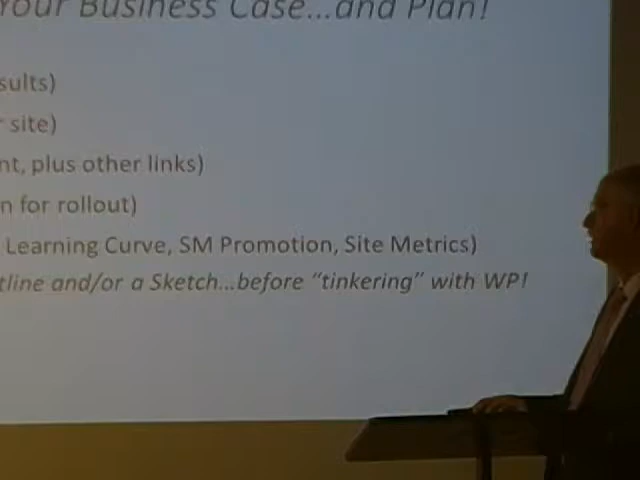 Your Business Case...and Plan!
sults)
site)
nt, plus other links)
n for rollout)
Learning Curve, SM Promotion, Site Metrics)
tline and/or a Sketch...before "tinkering" with WP!